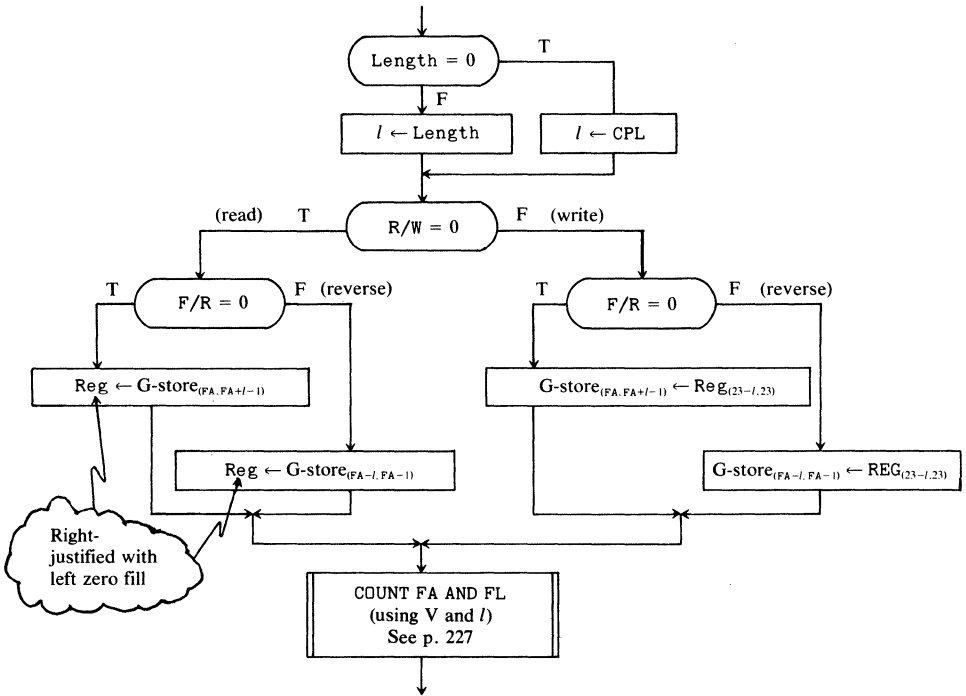 Length = 0
T
F
l ← Length
l ← CPL
(read) T
R/W = 0
F (write)
T
F/R = 0
F (reverse)
T
F/R = 0
F (reverse)
Reg ← G-store(FA, FA+l−1)
G-store(FA, FA+l−1) ← Reg(23−l,23)
Reg ← G-store(FA−l, FA−1)
G-store(FA−l, FA−1) ← REG(23−l,23)
Right-
justified with
left zero fill
COUNT FA AND FL
(using V and l)
See p. 227